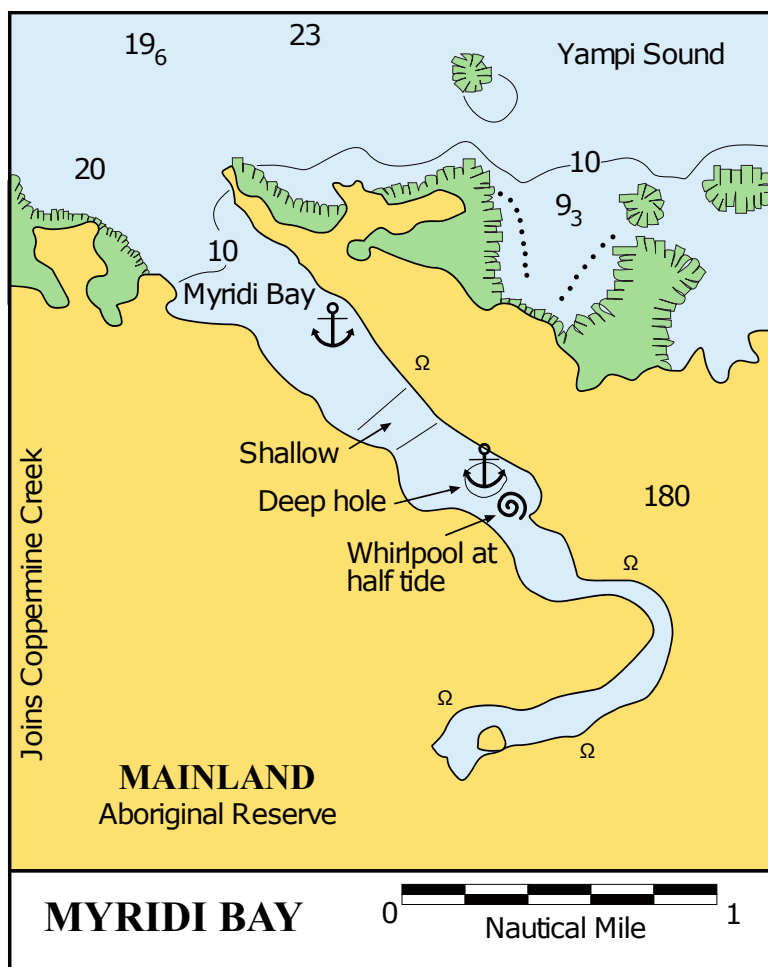 23
19₆
Yampi Sound
20
10
9₃
10
Myridi Bay
Ω
Shallow
Deep hole
180
Whirlpool at
half tide
Ω
Joins Coppermine Creek
Ω
Ω
MAINLAND
Aboriginal Reserve
MYRIDI BAY
0
1
Nautical Mile